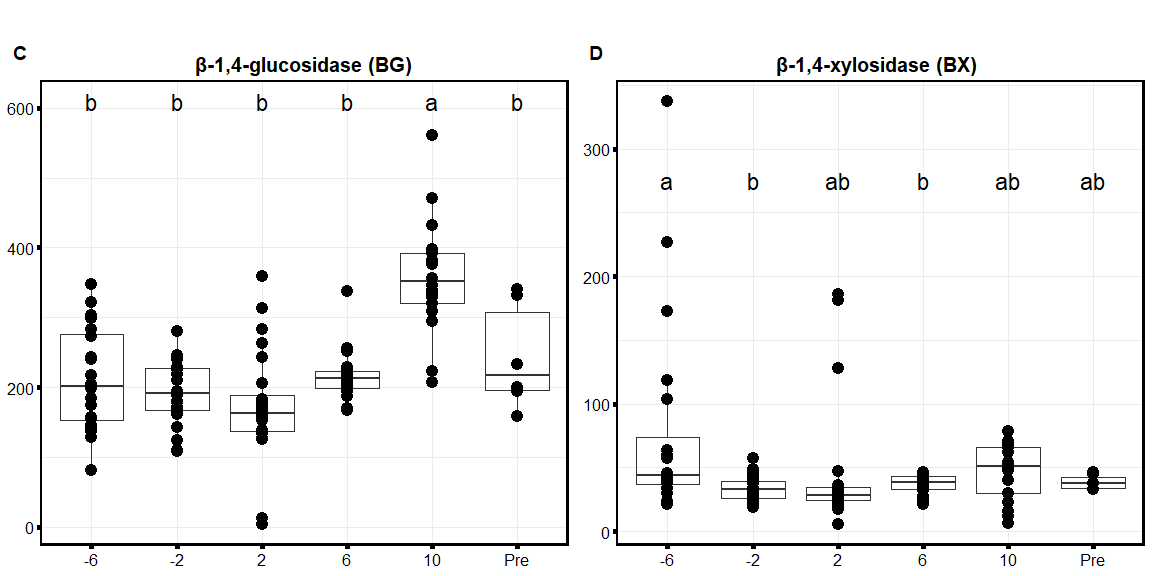 C
β-1,4-glucosidase (BG)
600
400
200
0
b b b b a b
-6 -2 2 6 10 Pre
D
β-1,4-xylosidase (BX)
300
200
100
0
a b ab b ab ab
-6 -2 2 6 10 Pre